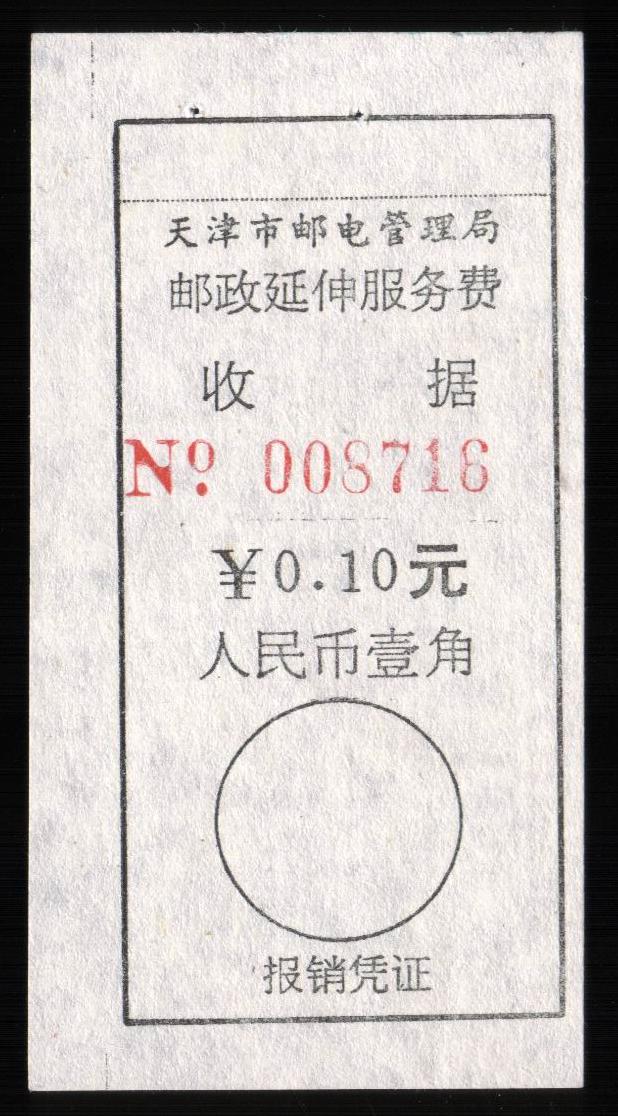 天津市邮电管理局
邮政延伸服务费
收 据
Nº 008716
¥0.10元
人民币壹角
报销凭证